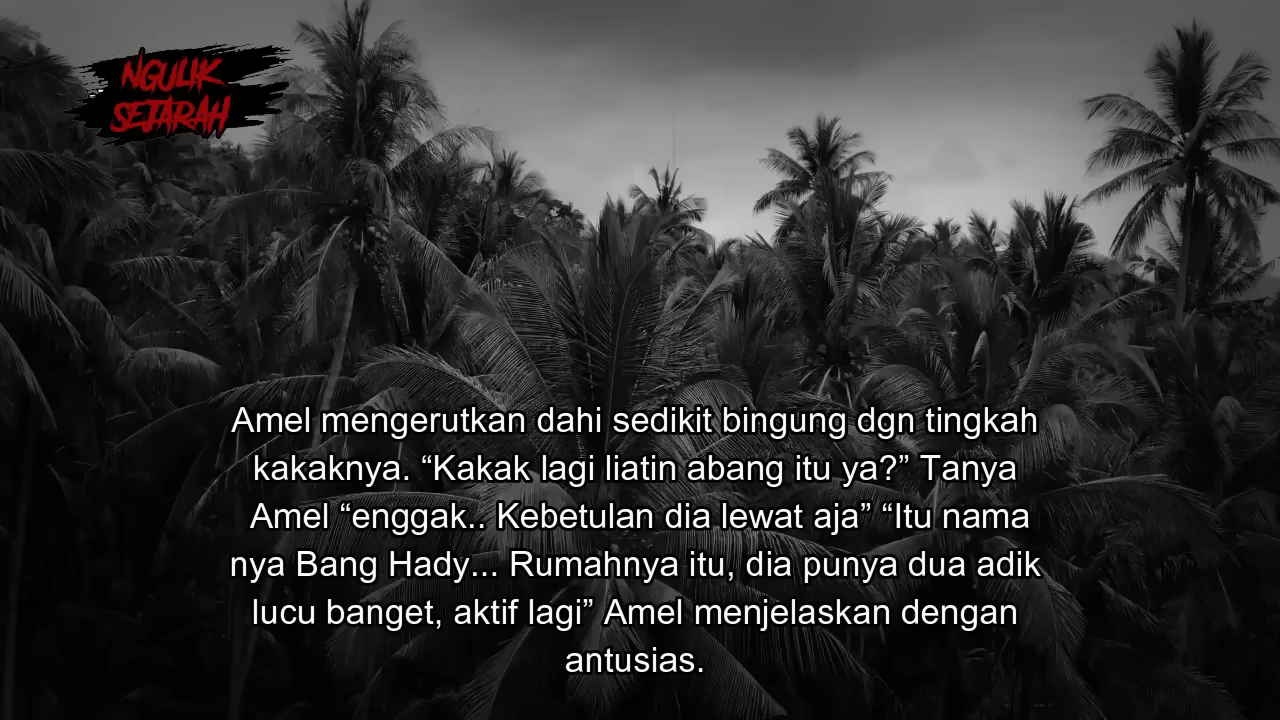 NGULIK
SEJARAH
Amel mengerutkan dahi sedikit bingung dgn tingkah
kakaknya. “Kakak lagi liatin abang itu ya?” Tanya
Amel “enggak.. Kebetulan dia lewat aja” “Itu nama
nya Bang Hady... Rumahnya itu, dia punya dua adik
lucu banget, aktif lagi” Amel menjelaskan dengan
antusias.